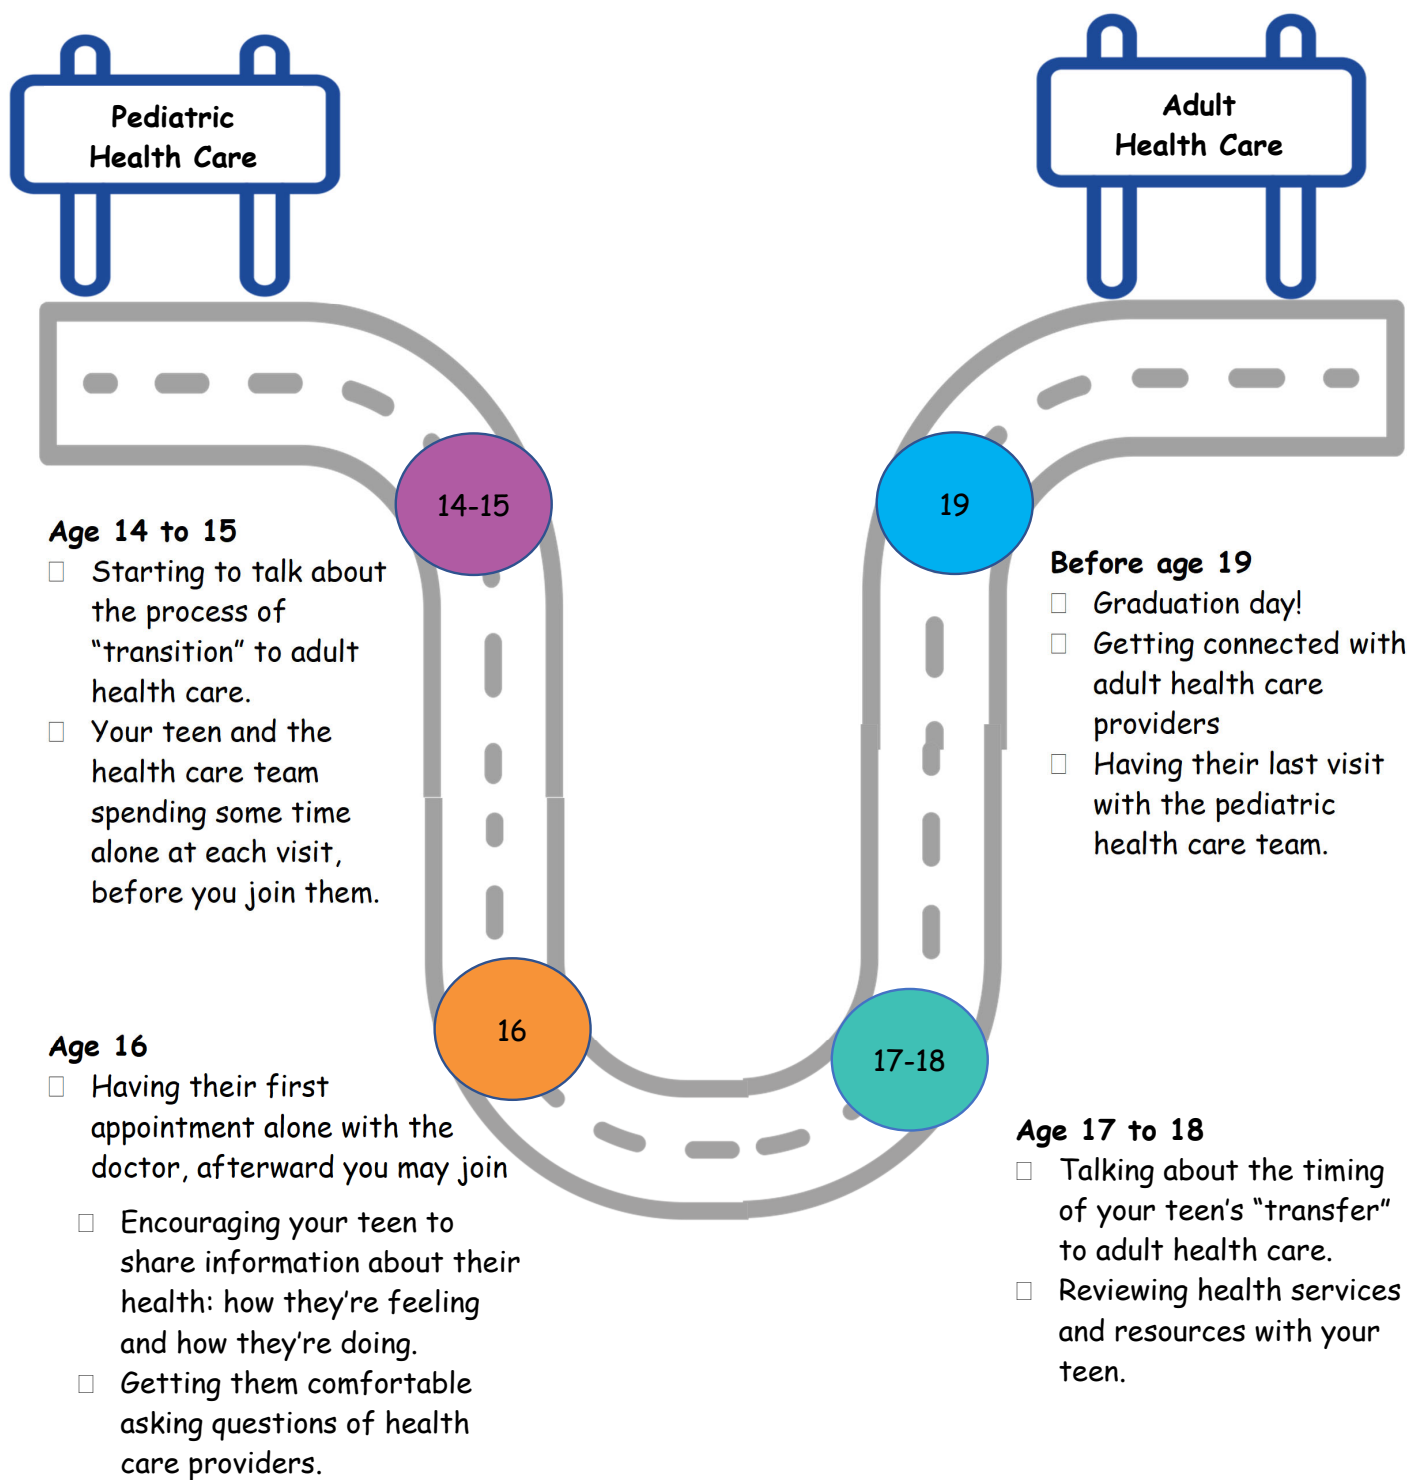 Pediatric
Health Care
Adult
Health Care
14-15
19
Age 14 to 15
Starting to talk about
the process of
“transition” to adult
health care.
Your teen and the
health care team
spending some time
alone at each visit,
before you join them.
Before age 19
Graduation day!
Getting connected with
adult health care
providers
Having their last visit
with the pediatric
health care team.
16
17-18
Age 16
Having their first
appointment alone with the
doctor, afterward you may join
Encouraging your teen to
share information about their
health: how they’re feeling
and how they’re doing.
Getting them comfortable
asking questions of health
care providers.
Age 17 to 18
Talking about the timing
of your teen’s “transfer”
to adult health care.
Reviewing health services
and resources with your
teen.